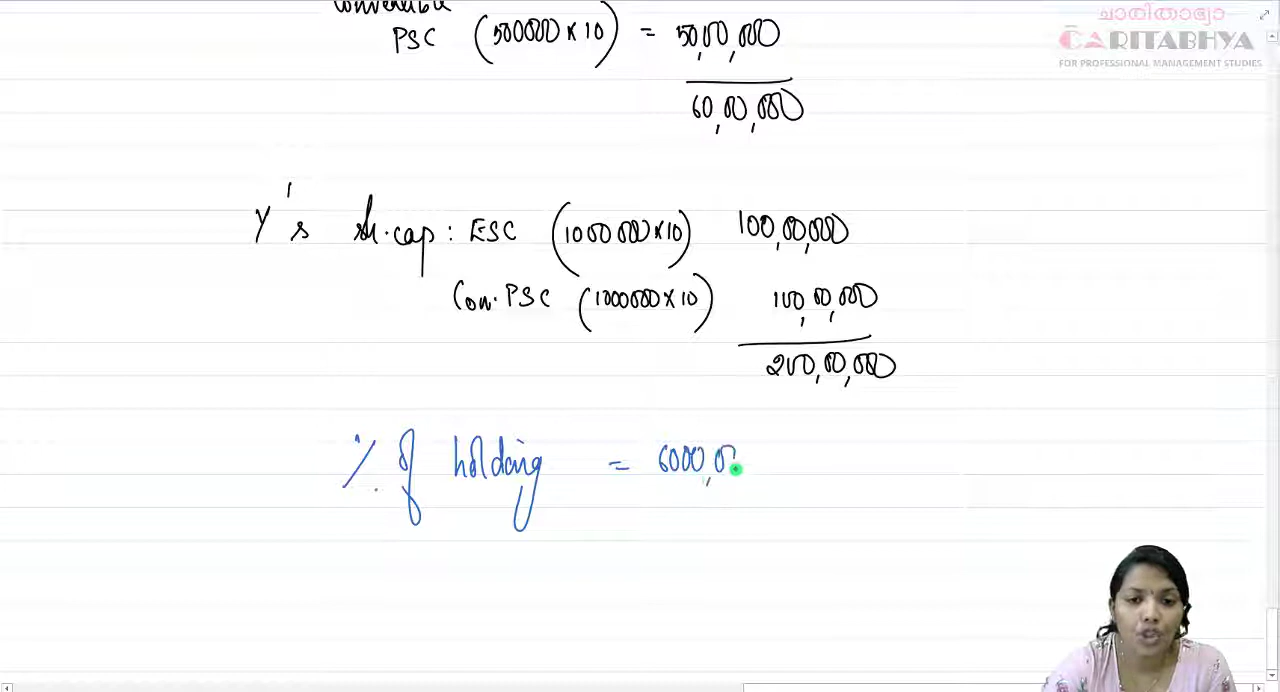 convertible
PSC (500000 × 10) = 50,00,000
60,00,000
Y's sh.cap : ESC (1000000×10) 100,00,000
Con. PSC (1000000×10) 100,00,000
200,00,000
% of holding = 6000,0
ചാരിതാഭ്യാ
CARITABHYA
FOR PROFESSIONAL MANAGEMENT STUDIES